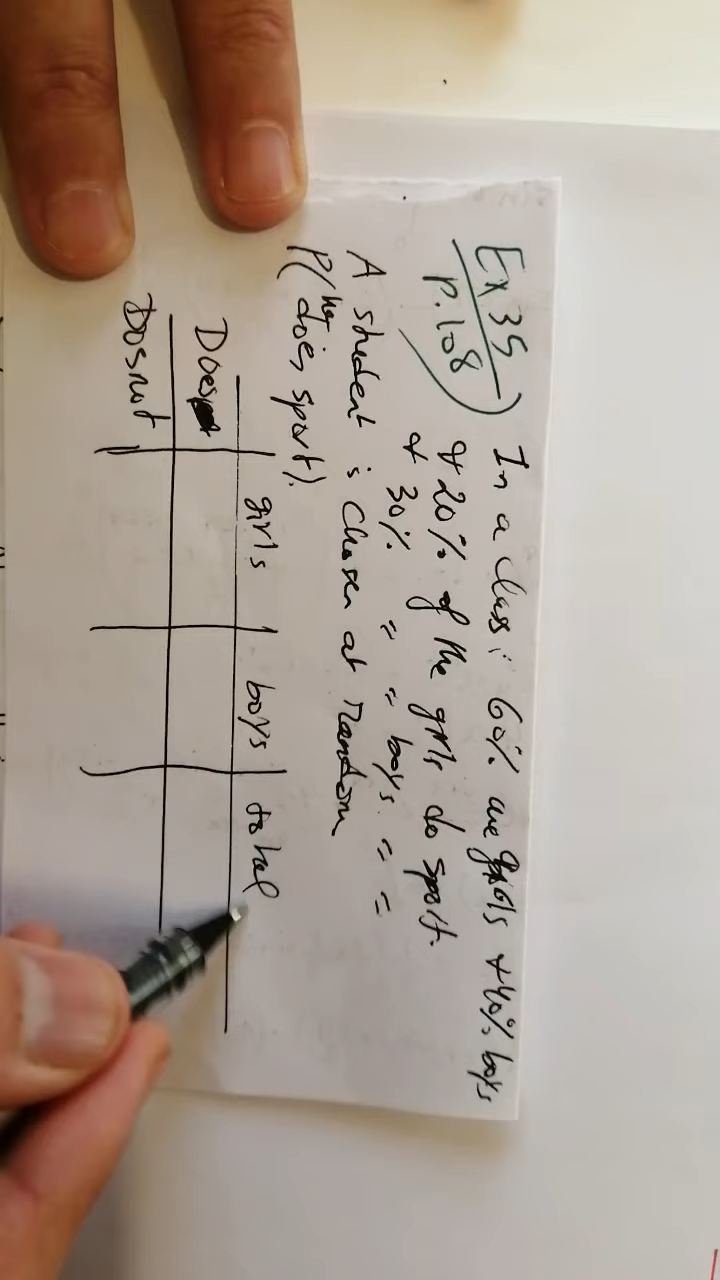 Ex 35
P.108
In a class: 60% are girls & 40% boys
& 20% of the girls do sport.
& 30% " " boys " "
A student is chosen at random
P(he does sport).
girls boys total
Does
Dosnot